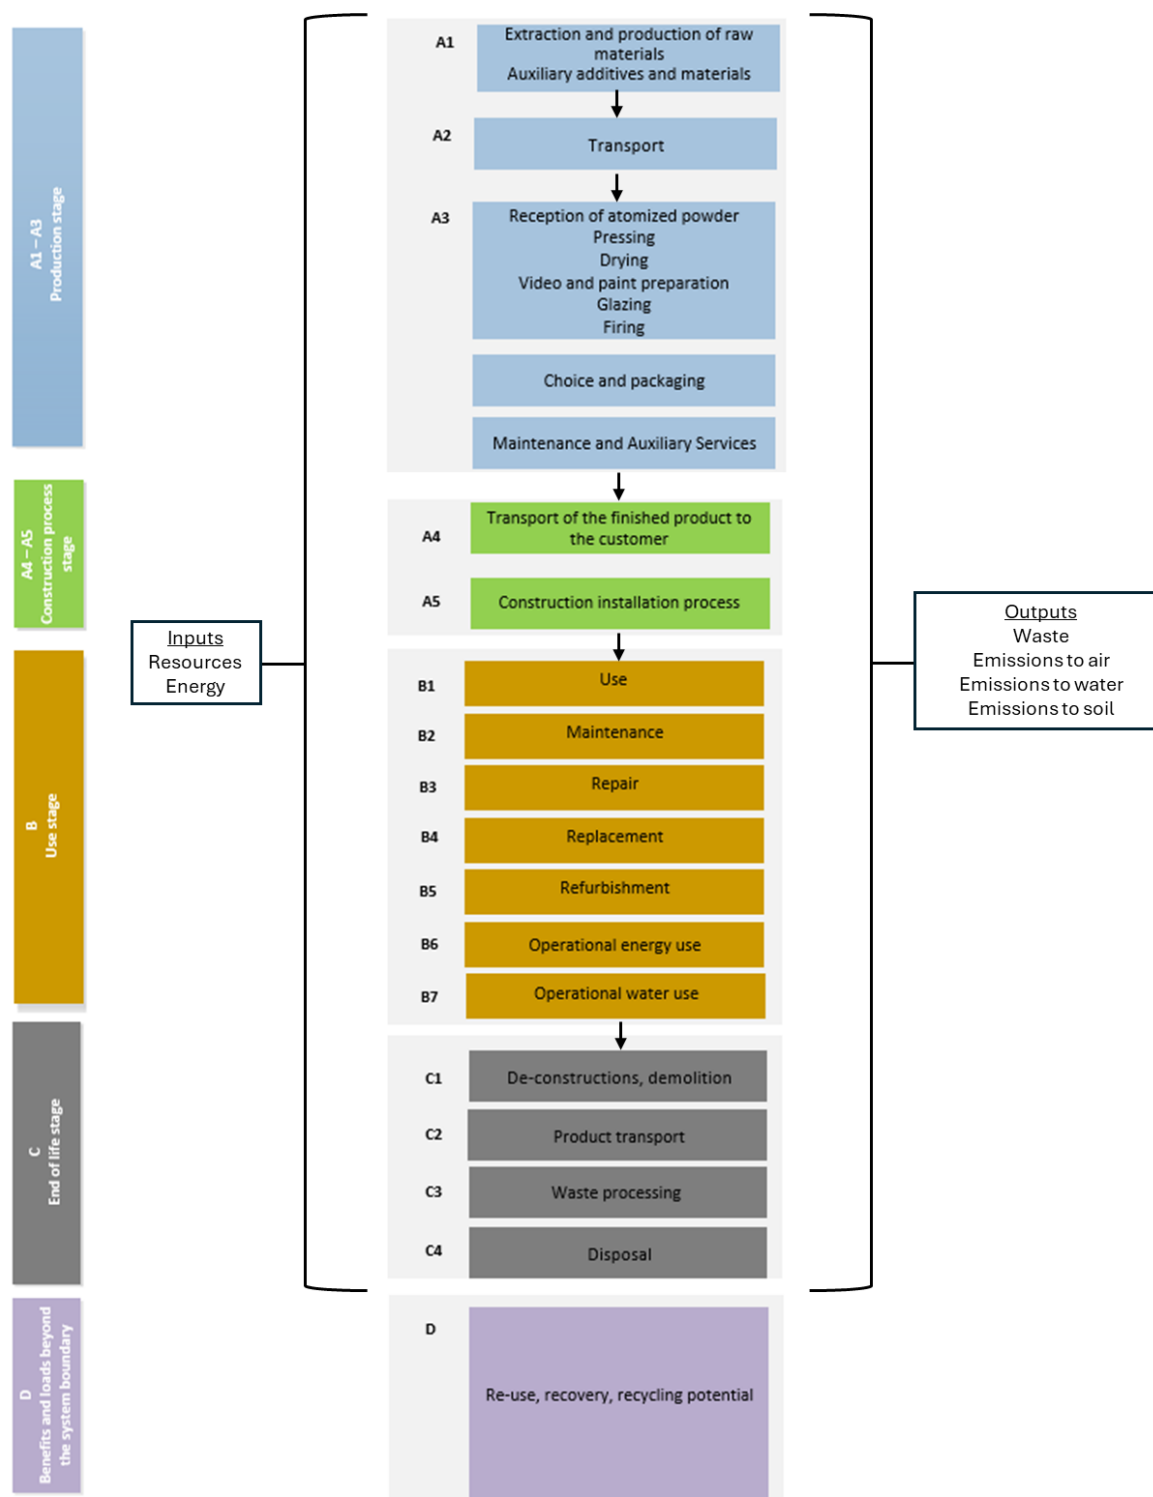 A1 – A3
Production stage
A1
Extraction and production of raw
materials
Auxiliary additives and materials
A2
Transport
A3
Reception of atomized powder
Pressing
Drying
Video and paint preparation
Glazing
Firing
Choice and packaging
Maintenance and Auxiliary Services
A4 – A5
Construction process
stage
A4
Transport of the finished product to
the customer
A5
Construction installation process
Inputs
Resources
Energy
Outputs
Waste
Emissions to air
Emissions to water
Emissions to soil
B
Use stage
B1
Use
B2
Maintenance
B3
Repair
B4
Replacement
B5
Refurbishment
B6
Operational energy use
B7
Operational water use
C
End of life stage
C1
De-constructions, demolition
C2
Product transport
C3
Waste processing
C4
Disposal
D
Benefits and loads beyond
the system boundary
D
Re-use, recovery, recycling potential